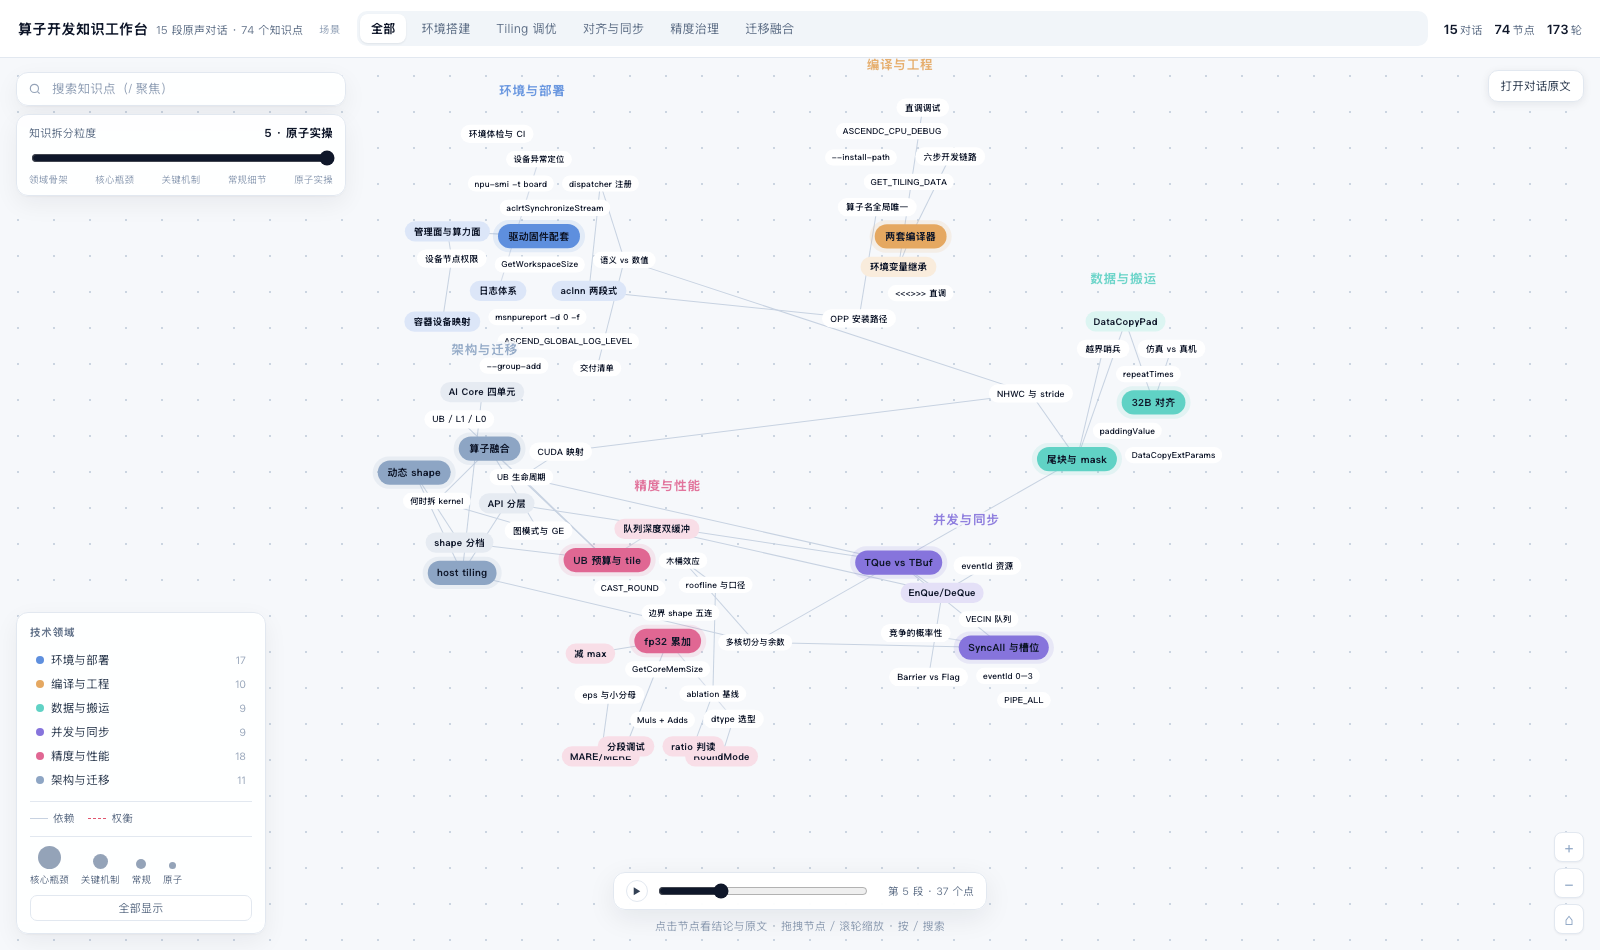 算子开发知识工作台 15 段原声对话 · 74 个知识点 场景
全部 环境搭建 Tiling 调优 对齐与同步 精度治理 迁移融合
15 对话 74 节点 173 轮
搜索知识点（/ 聚焦）
打开对话原文
知识拆分粒度 5 · 原子实操
领域骨架 核心瓶颈 关键机制 常规细节 原子实操
编译与工程
环境与部署
直调调试
环境体检与 CI
ASCENDC_CPU_DEBUG
设备异常定位
--install-path
六步开发链路
npu-smi -t board
dispatcher 注册
GET_TILING_DATA
aclrtSynchronizeStream
算子名全局唯一
管理面与算力面
驱动固件配套
两套编译器
设备节点权限
GetWorkspaceSize
语义 vs 数值
环境变量继承
数据与搬运
日志体系
aclnn 两段式
<<<>>> 直调
容器设备映射
msnpureport -d 0 -f
OPP 安装路径
DataCopyPad
ASCEND_GLOBAL_LOG_LEVEL
架构与迁移
越界哨兵
仿真 vs 真机
--group-add
交付清单
repeatTimes
AI Core 四单元
NHWC 与 stride
32B 对齐
UB / L1 / L0
paddingValue
算子融合
CUDA 映射
尾块与 mask
DataCopyExtParams
动态 shape
UB 生命周期
精度与性能
何时拆 kernel
API 分层
并发与同步
图模式与 GE
队列深度双缓冲
shape 分档
UB 预算与 tile
木桶效应
TQue vs TBuf
eventId 资源
host tiling
CAST_ROUND
roofline 与口径
EnQue/DeQue
边界 shape 五连
VECIN 队列
fp32 累加
多核切分与余数
竞争的概率性
SyncAll 与槽位
减 max
GetCoreMemSize
Barrier vs Flag
eventId 0—3
eps 与小分母
ablation 基线
PIPE_ALL
Muls + Adds
dtype 选型
分段调试
ratio 判读
MARE/MERE
RoundMode
技术领域
环境与部署 17
编译与工程 10
数据与搬运 9
并发与同步 9
精度与性能 18
架构与迁移 11
依赖 权衡
核心瓶颈 关键机制 常规 原子
全部显示
第 5 段 · 37 个点
点击节点看结论与原文 · 拖拽节点 / 滚轮缩放 · 按 / 搜索
+
−
⌂